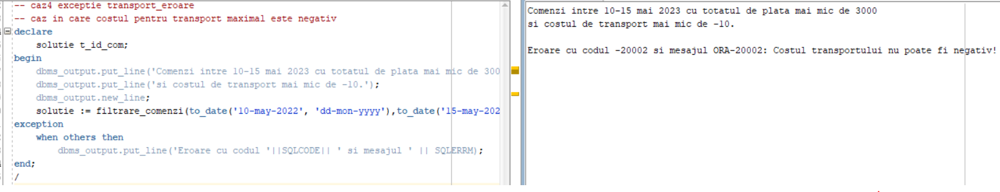 -- caz4 exceptie transport_eroare
-- caz in care costul pentru transport maximal este negativ
declare
solutie t_id_com;
begin
dbms_output.put_line('Comenzi intre 10-15 mai 2023 cu totatul de plata mai mic de 300
dbms_output.put_line('si costul de transport mai mic de -10.');
dbms_output.new_line;
solutie := filtrare_comenzi(to_date('10-may-2022', 'dd-mon-yyyy'),to_date('15-may-202
exception
when others then
dbms_output.put_line('Eroare cu codul '||SQLCODE|| ' si mesajul ' || SQLERRM);
end;
/
Comenzi intre 10-15 mai 2023 cu totatul de plata mai mic de 3000
si costul de transport mai mic de -10.
Eroare cu codul -20002 si mesajul ORA-20002: Costul transportului nu poate fi negativ!